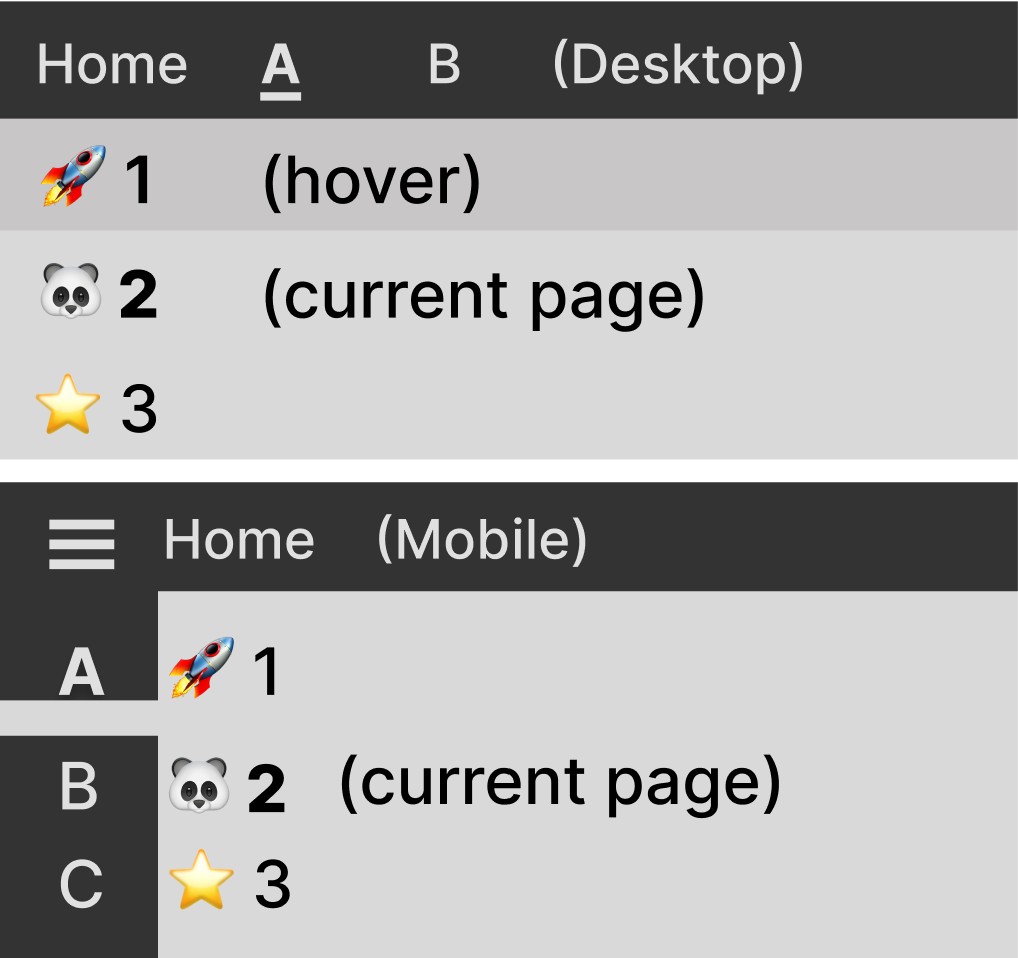 Home A B (Desktop)
🚀 1 (hover)
🐼 2 (current page)
⭐ 3
Home (Mobile)
A 🚀 1
B 🐼 2 (current page)
C ⭐ 3